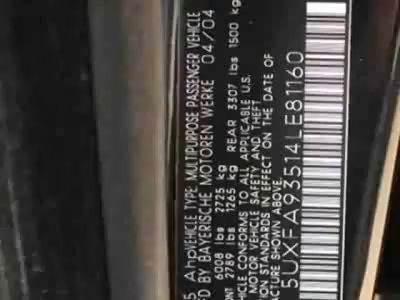 VEHICLE TYPE: MULTIPURPOSE PASSENGER VEHICLE
BY BAYERISCHE MOTOREN WERKE 04/04
6008 lbs 2725 kg
2789 lbs 1265 kg REAR 3307 lbs 1500 kg
CONFORMS TO ALL APPLICABLE U.S.
VEHICLE SAFETY AND THEFT
STANDARDS IN EFFECT ON THE DATE OF
SHOWN ABOVE.
5UXFA93514LE81160